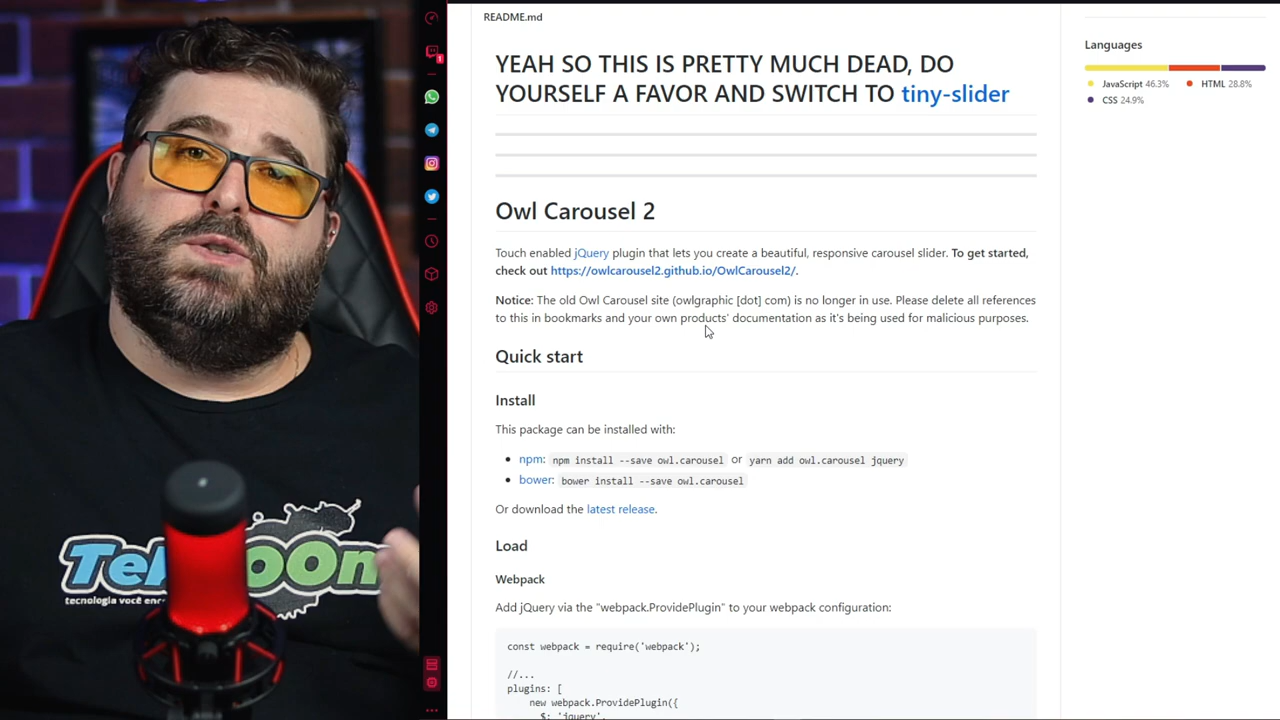 README.md
YEAH SO THIS IS PRETTY MUCH DEAD, DO
YOURSELF A FAVOR AND SWITCH TO tiny-slider
Owl Carousel 2
Touch enabled jQuery plugin that lets you create a beautiful, responsive carousel slider. To get started,
check out https://owlcarousel2.github.io/OwlCarousel2/.
Notice: The old Owl Carousel site (owlgraphic [dot] com) is no longer in use. Please delete all references
to this in bookmarks and your own products' documentation as it's being used for malicious purposes.
Quick start
Install
This package can be installed with:
npm: npm install --save owl.carousel or yarn add owl.carousel jquery
bower: bower install --save owl.carousel
Or download the latest release.
Load
Webpack
Add jQuery via the "webpack.ProvidePlugin" to your webpack configuration:
const webpack = require('webpack');
//...
plugins: [
new webpack.ProvidePlugin({
$: 'jquery',
Languages
JavaScript 46.3%
HTML 28.8%
CSS 24.9%
1
tecnologia você